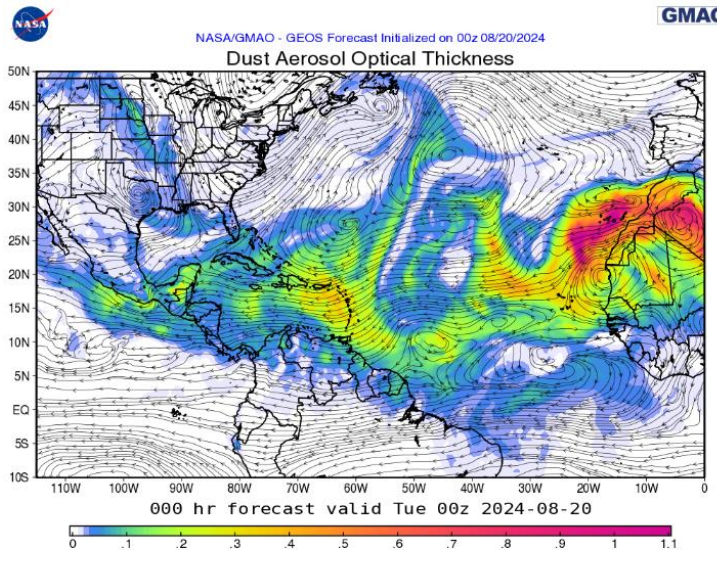 NASA
GMAO
NASA/GMAO - GEOS Forecast Initialized on 00z 08/20/2024
Dust Aerosol Optical Thickness
50N
45N
40N
35N
30N
25N
20N
15N
10N
5N
EQ
5S
10S
110W 100W 90W 80W 70W 60W 50W 40W 30W 20W 10W 0
000 hr forecast valid Tue 00z 2024-08-20
0 .1 .2 .3 .4 .5 .6 .7 .8 .9 1 1.1